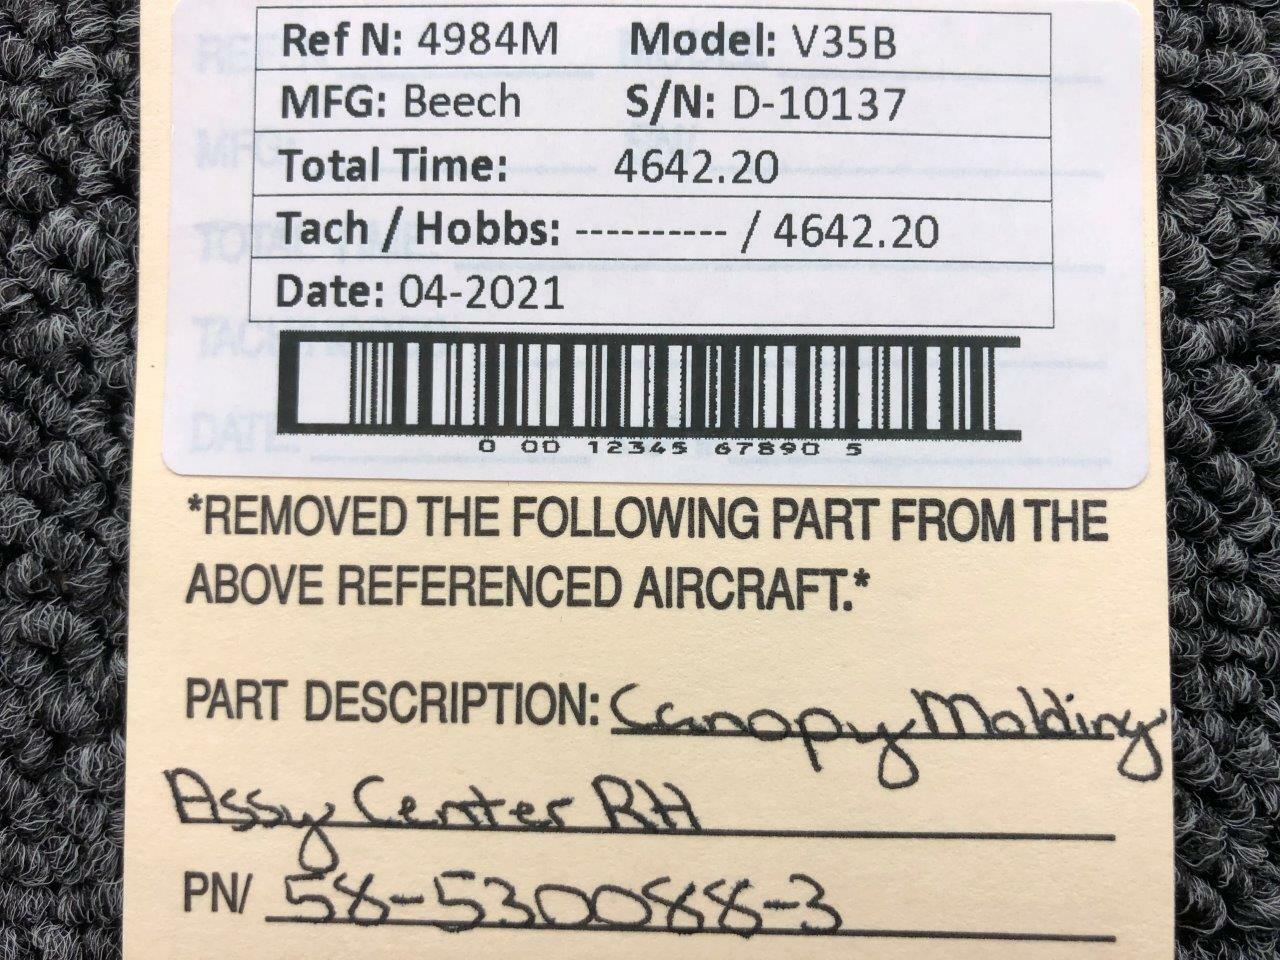 Ref N: 4984M Model: V35B
MFG: Beech S/N: D-10137
Total Time: 4642.20
Tach / Hobbs: ---------- / 4642.20
Date: 04-2021
0 00 12345 67890 5
*REMOVED THE FOLLOWING PART FROM THE
ABOVE REFERENCED AIRCRAFT.*
PART DESCRIPTION: Canopy Molding
Assy Center RH
PN/ 58-530088-3